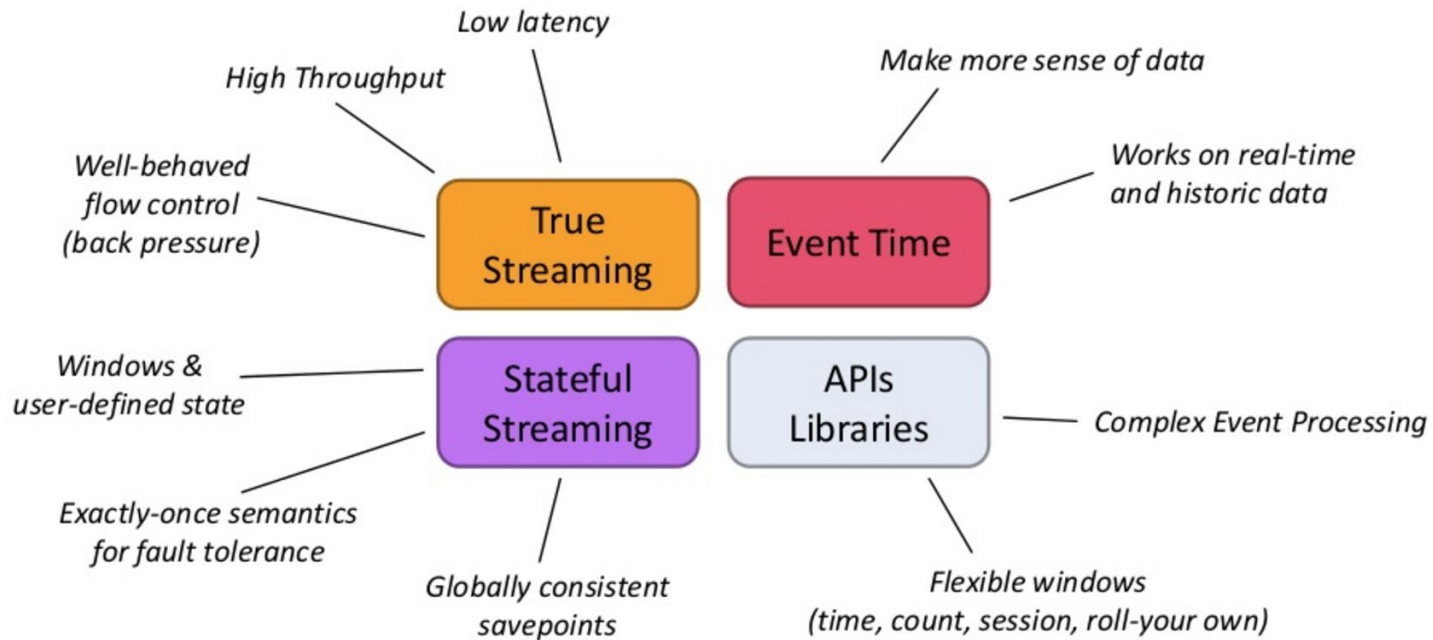 Low latency
High Throughput
Make more sense of data
Well-behaved
flow control
(back pressure)
Works on real-time
and historic data
True
Streaming
Event Time
Windows &
user-defined state
Stateful
Streaming
APIs
Libraries
Complex Event Processing
Exactly-once semantics
for fault tolerance
Globally consistent
savepoints
Flexible windows
(time, count, session, roll-your own)